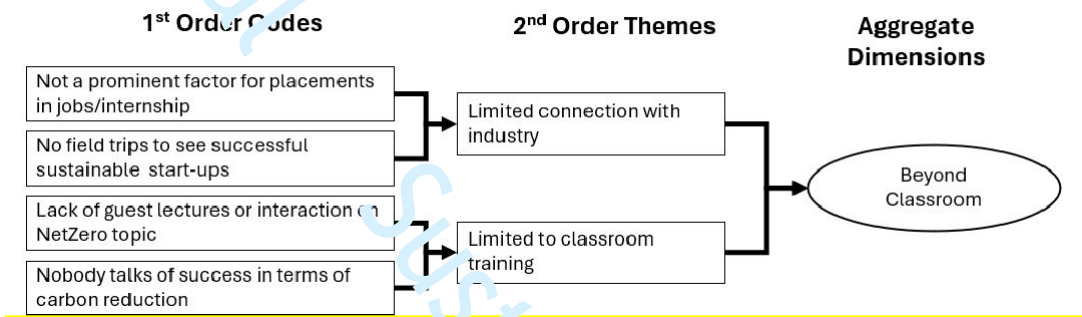 1st Order Codes
2nd Order Themes
Aggregate
Dimensions
Not a prominent factor for placements
in jobs/internship
No field trips to see successful
sustainable start-ups
Lack of guest lectures or interaction on
NetZero topic
Nobody talks of success in terms of
carbon reduction
Limited connection with
industry
Limited to classroom
training
Beyond
Classroom